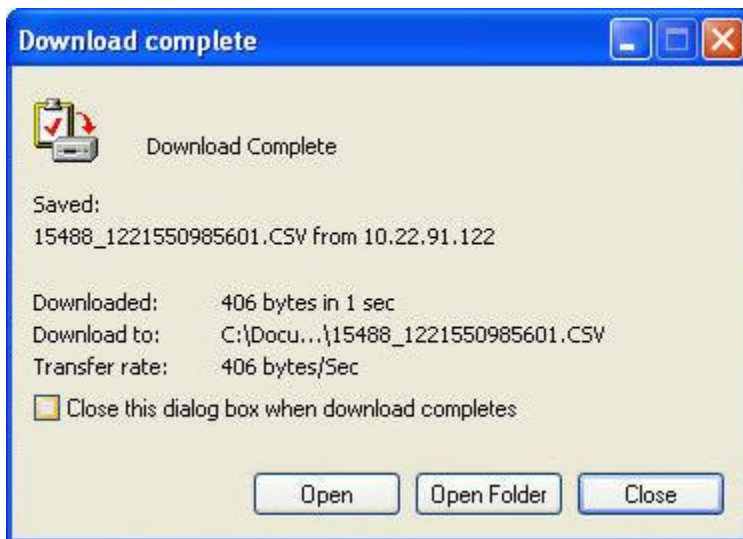 Download complete
Download Complete
Saved:
15488_1221550985601.CSV from 10.22.91.122
Downloaded: 406 bytes in 1 sec
Download to: C:\Docu...\15488_1221550985601.CSV
Transfer rate: 406 bytes/Sec
Close this dialog box when download completes
Open Open Folder Close